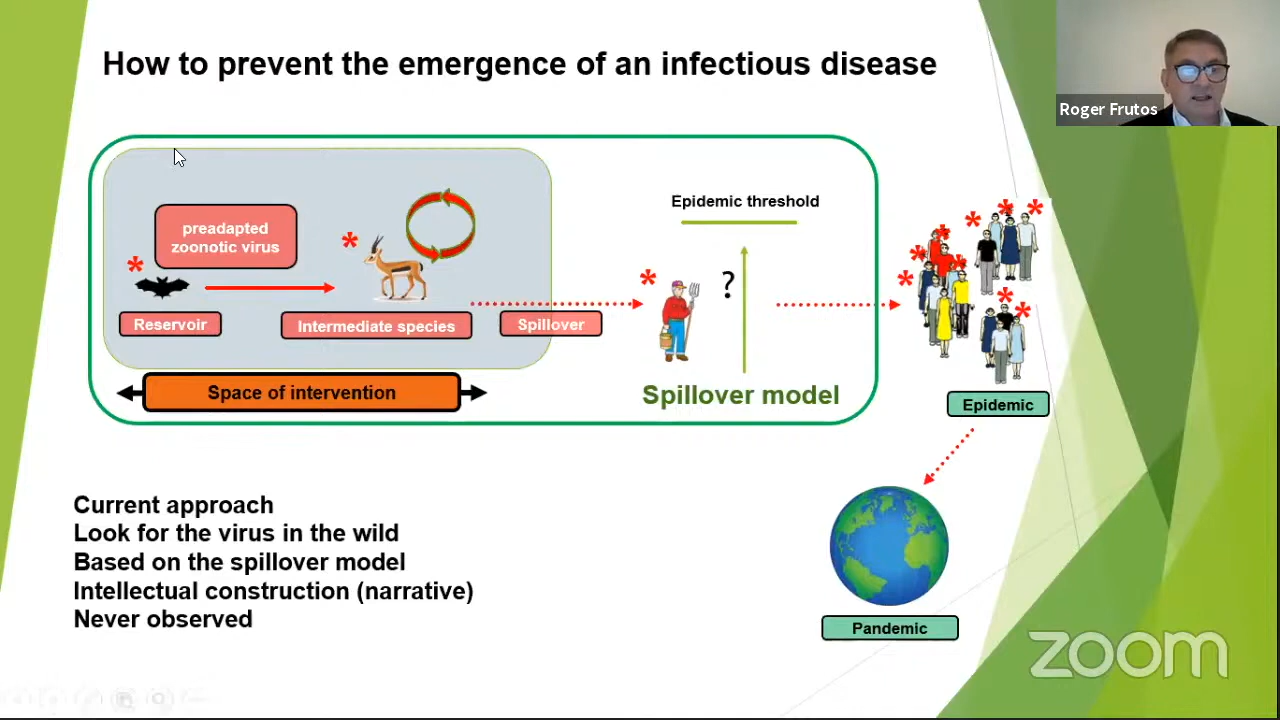 How to prevent the emergence of an infectious disease
Roger Frutos
preadapted
zoonotic virus
Reservoir
Intermediate species
Spillover
Space of intervention
Epidemic threshold
?
Spillover model
Epidemic
Pandemic
Current approach
Look for the virus in the wild
Based on the spillover model
Intellectual construction (narrative)
Never observed
zoom